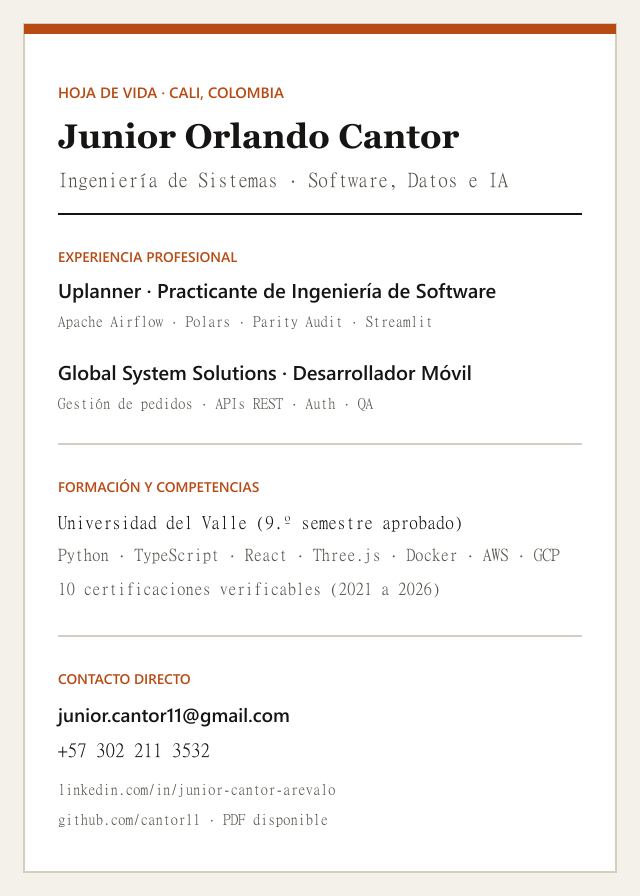 HOJA DE VIDA · CALI, COLOMBIA
Junior Orlando Cantor
Ingeniería de Sistemas · Software, Datos e IA
EXPERIENCIA PROFESIONAL
Uplanner · Practicante de Ingeniería de Software
Apache Airflow · Polars · Parity Audit · Streamlit
Global System Solutions · Desarrollador Móvil
Gestión de pedidos · APIs REST · Auth · QA
FORMACIÓN Y COMPETENCIAS
Universidad del Valle (9.º semestre aprobado)
Python · TypeScript · React · Three.js · Docker · AWS · GCP
10 certificaciones verificables (2021 a 2026)
CONTACTO DIRECTO
junior.cantor11@gmail.com
+57 302 211 3532
linkedin.com/in/junior-cantor-arevalo
github.com/cantor11 · PDF disponible